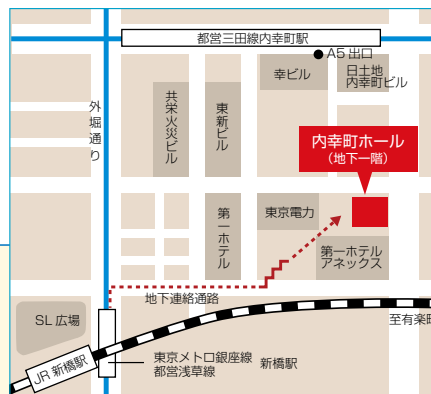 都営三田線内幸町駅
A5 出口
幸ビル
日土地
内幸町ビル
外堀通り
共栄火災ビル
東新ビル
内幸町ホール
(地下一階)
第一ホテル
東京電力
第一ホテル
アネックス
地下連絡通路
SL 広場
至有楽町
JR 新橋駅
東京メトロ銀座線
都営浅草線
新橋駅